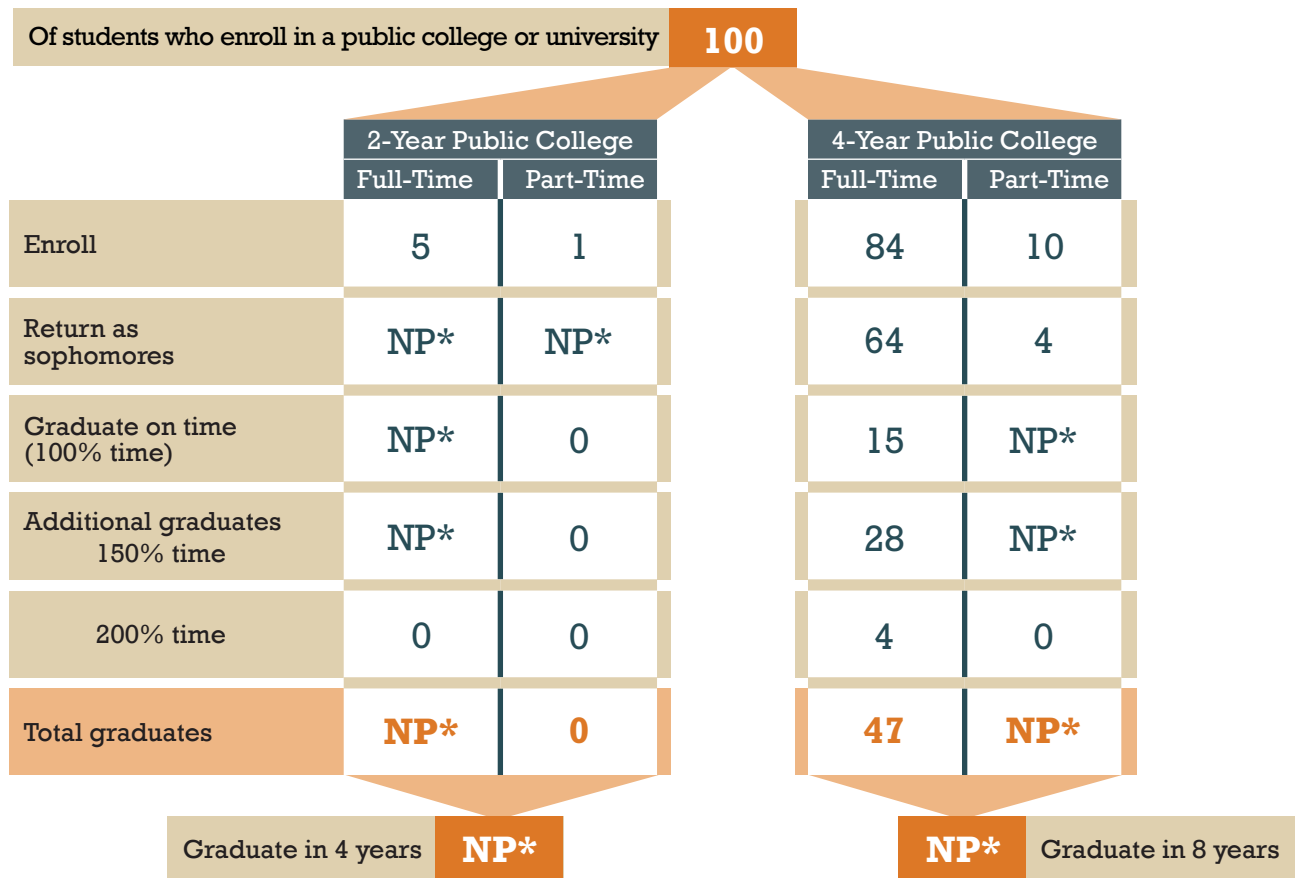 Of students who enroll in a public college or university 100
2-Year Public College 4-Year Public College
Full-Time Part-Time Full-Time Part-Time
Enroll 5 1 84 10
Return as
sophomores NP* NP* 64 4
Graduate on time
(100% time) NP* 0 15 NP*
Additional graduates
150% time NP* 0 28 NP*
200% time 0 0 4 0
Total graduates NP* 0 47 NP*
Graduate in 4 years NP* NP* Graduate in 8 years